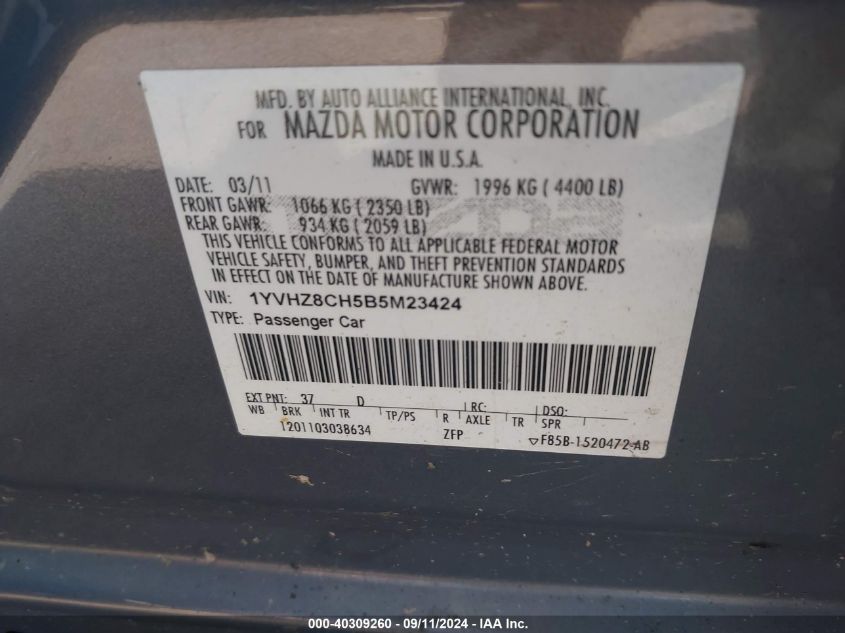 MFD. BY AUTO ALLIANCE INTERNATIONAL, INC.
FOR MAZDA MOTOR CORPORATION
MADE IN U.S.A.
DATE: 03/11 GVWR: 1996 KG ( 4400 LB)
FRONT GAWR: 1066 KG ( 2350 LB)
REAR GAWR: 934 KG ( 2059 LB)
THIS VEHICLE CONFORMS TO ALL APPLICABLE FEDERAL MOTOR
VEHICLE SAFETY, BUMPER, AND THEFT PREVENTION STANDARDS
IN EFFECT ON THE DATE OF MANUFACTURE SHOWN ABOVE.
VIN: 1YVHZ8CH5B5M23424
TYPE: Passenger Car
EXT PNT: 37 D RC: DSO:
WB BRK INT TR TP/PS R AXLE TR SPR
1201103038634 ZFP ▽F85B-1520472-AB
000-40309260 - 09/11/2024 - IAA Inc.